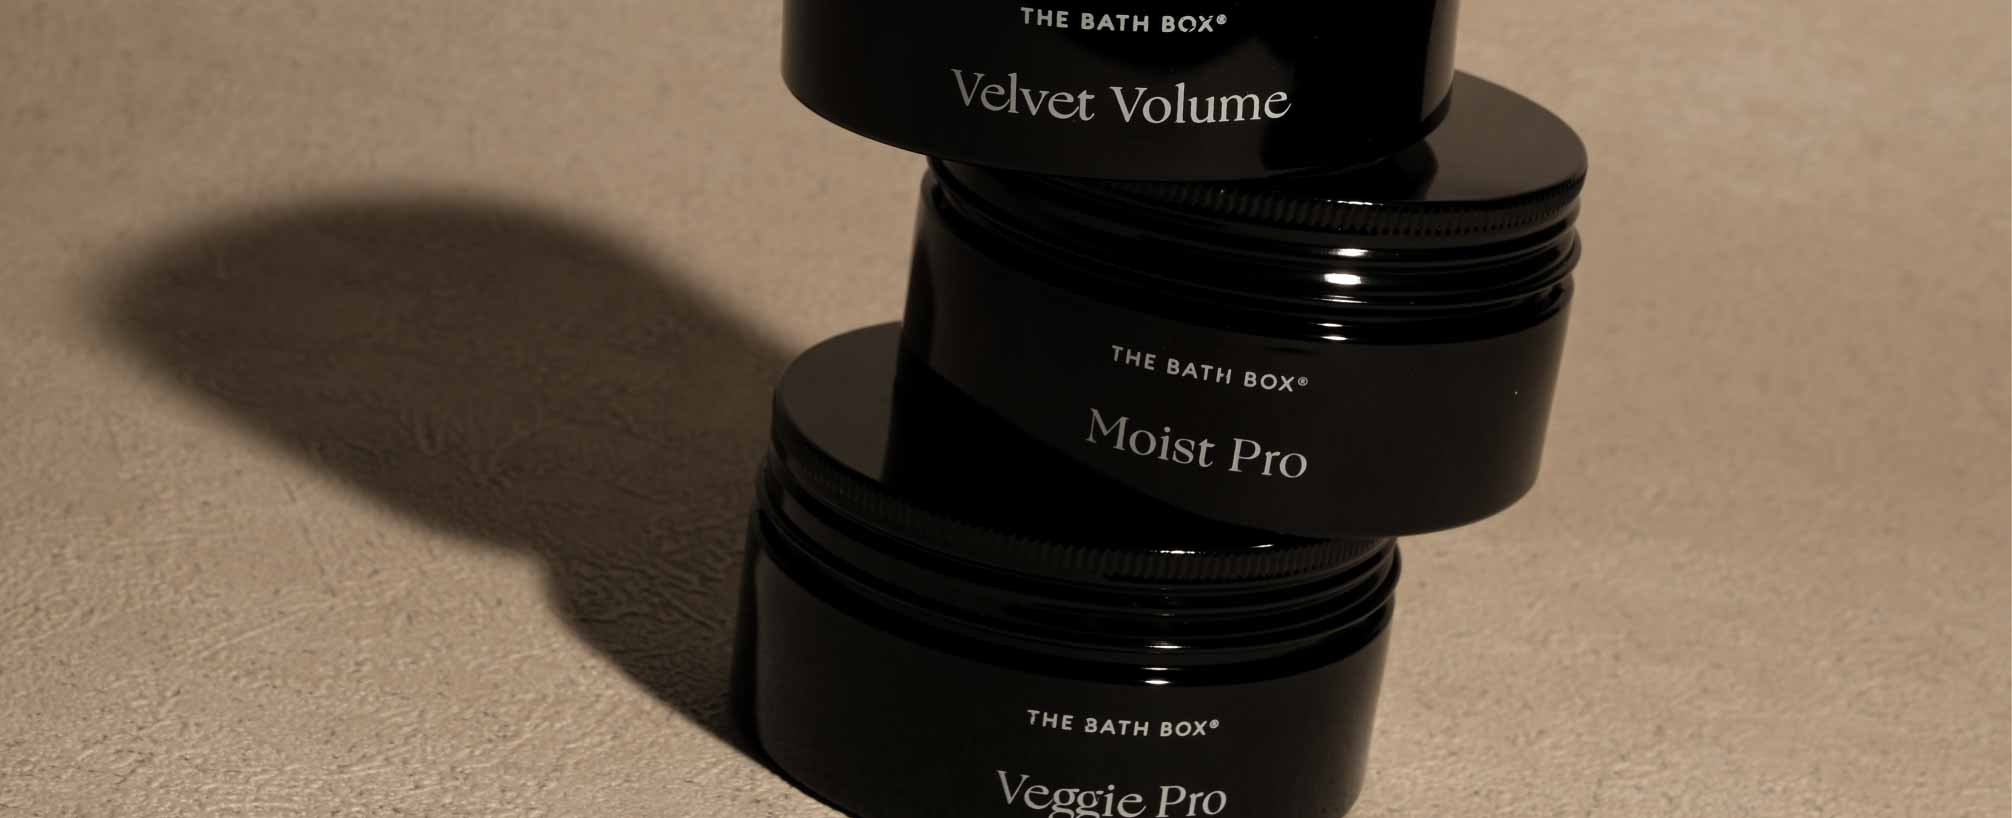 THE BATH BOX®
Velvet Volume
THE BATH BOX®
Moist Pro
THE BATH BOX®
Veggie Pro